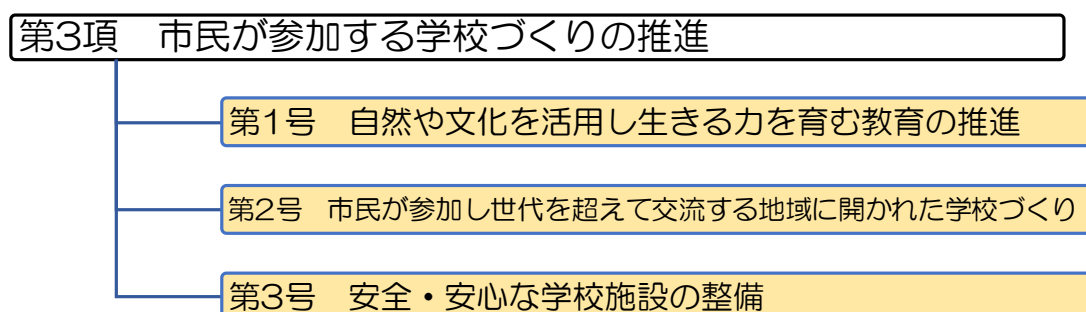 第3項　市民が参加する学校づくりの推進
第1号　自然や文化を活用し生きる力を育む教育の推進
第2号　市民が参加し世代を超えて交流する地域に開かれた学校づくり
第3号　安全・安心な学校施設の整備